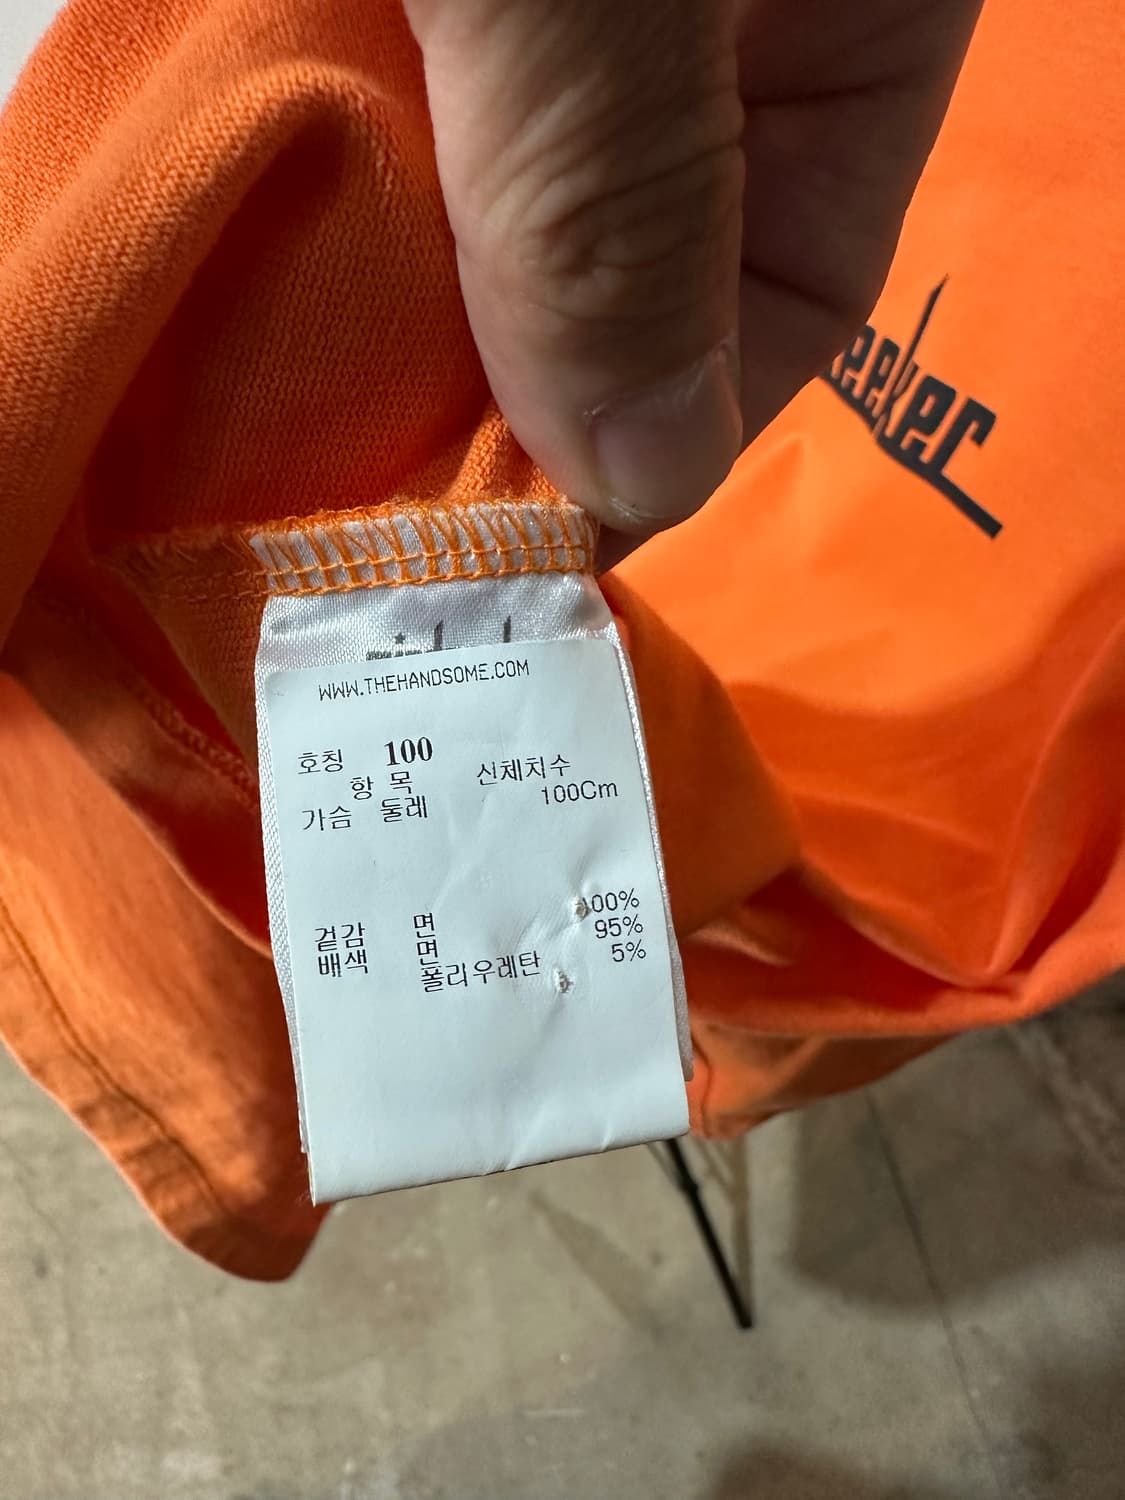 WWW.THEHANDSOME.COM
호칭 100
항 목 신체치수
가슴 둘레 100Cm
겉감 면 100%
배색 면 95%
폴리우레탄 5%